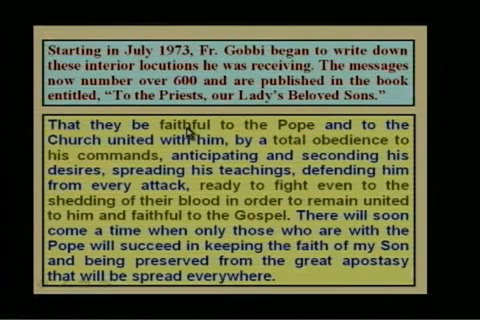 Starting in July 1973, Fr. Gobbi began to write down
these interior locutions he was receiving. The messages
now number over 600 and are published in the book
entitled, “To the Priests, our Lady’s Beloved Sons.”
That they be faithful to the Pope and to the
Church united with him, by a total obedience to
his commands, anticipating and seconding his
desires, spreading his teachings, defending him
from every attack, ready to fight even to the
shedding of their blood in order to remain united
to him and faithful to the Gospel. There will soon
come a time when only those who are with the
Pope will succeed in keeping the faith of my Son
and being preserved from the great apostasy
that will be spread everywhere.